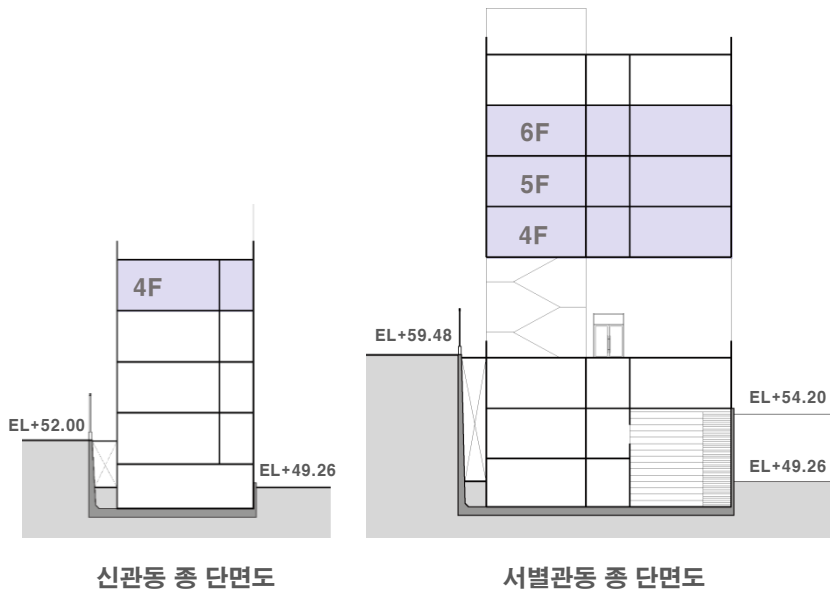 6F
5F
4F
4F
EL+59.48
EL+54.20
EL+52.00
EL+49.26
EL+49.26
신관동 종 단면도
서별관동 종 단면도